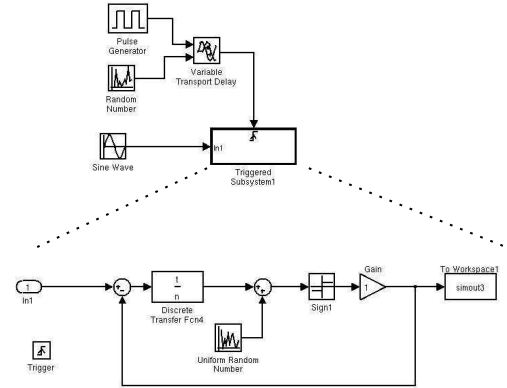 Pulse
Generator
Random
Number
Variable
Transport Delay
Sine Wave
In1
Triggered
Subsystem1
1
In1
+
-
t
n
Discrete
Transfer Fcn4
+
+
Uniform Random
Number
Sign1
Gain
1
To Workspace1
simout3
Trigger